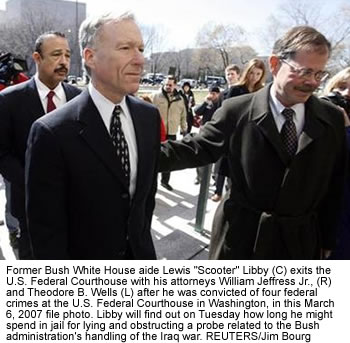 Former Bush White House aide Lewis "Scooter" Libby (C) exits the
U.S. Federal Courthouse with his attorneys William Jeffress Jr., (R)
and Theodore B. Wells (L) after he was convicted of four federal
crimes at the U.S. Federal Courthouse in Washington, in this March
6, 2007 file photo. Libby will find out on Tuesday how long he might
spend in jail for lying and obstructing a probe related to the Bush
administration's handling of the Iraq war. REUTERS/Jim Bourg